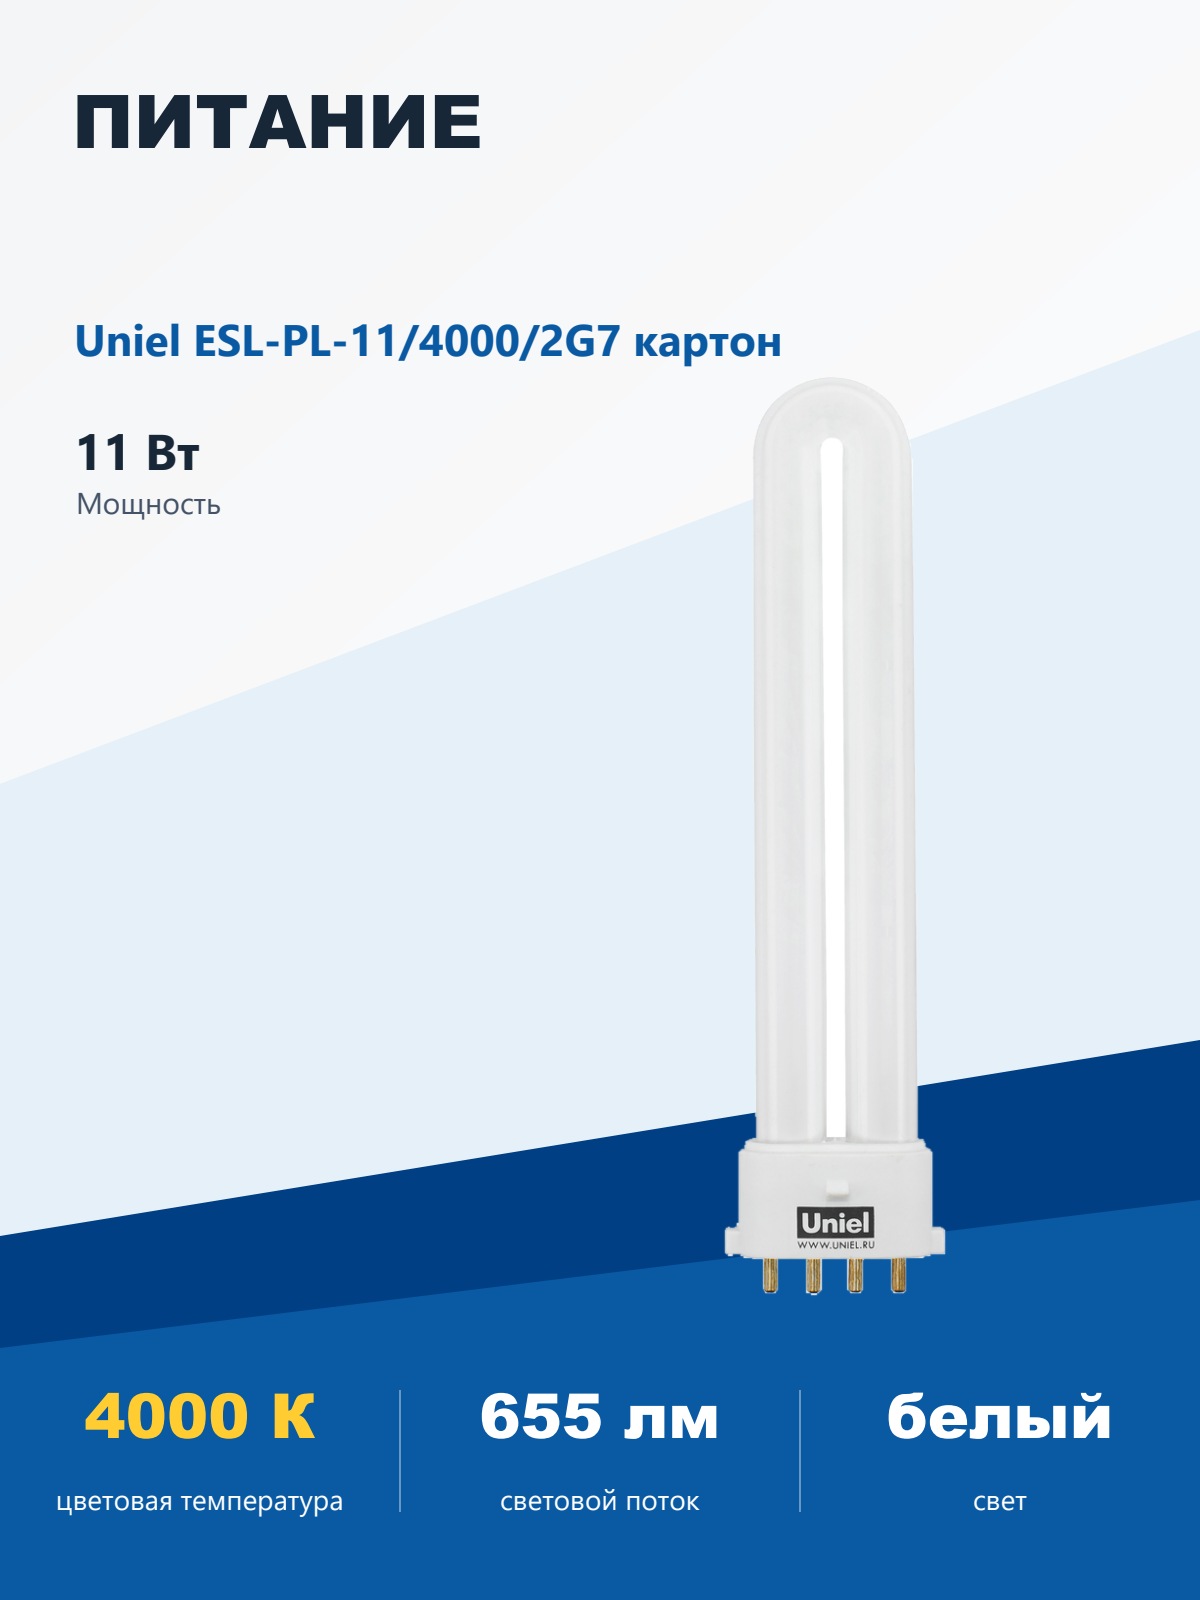 ПИТАНИЕ
Uniel ESL-PL-11/4000/2G7 картон
11 Вт
Мощность
Uniel
WWW.UNIEL.RU
4000 К
цветовая температура
655 лм
световой поток
белый
свет